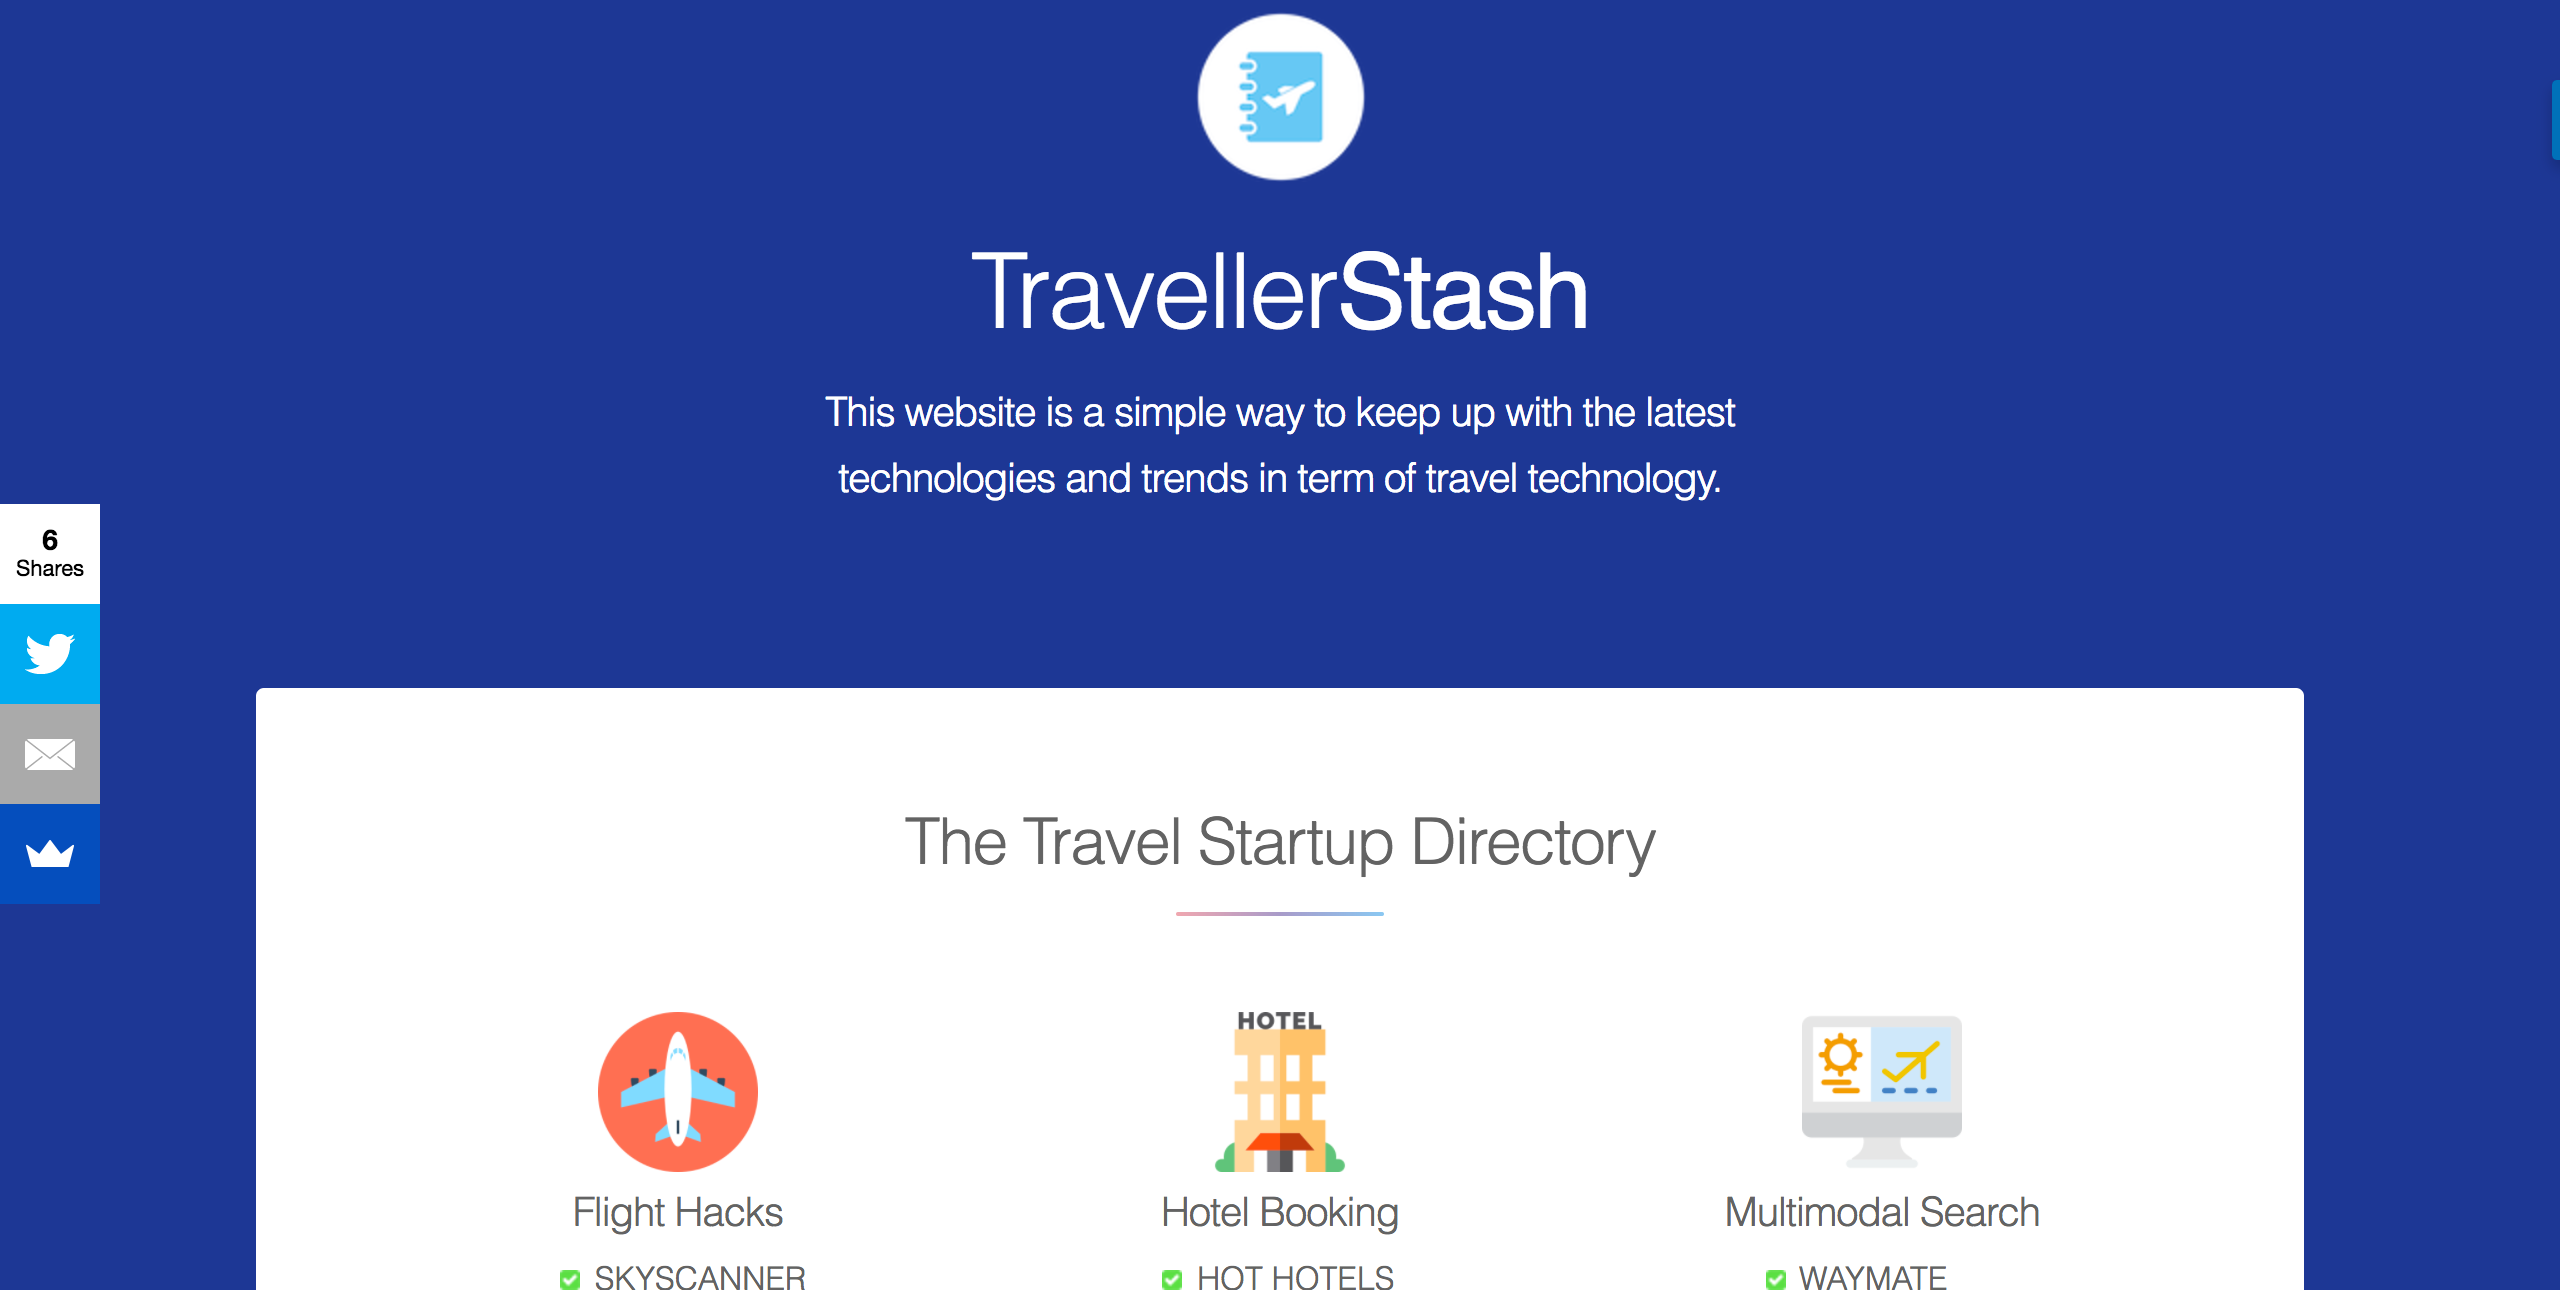 TravellerStash
This website is a simple way to keep up with the latest
technologies and trends in term of travel technology.
6
Shares
The Travel Startup Directory
HOTEL
Flight Hacks
Hotel Booking
Multimodal Search
SKYSCANNER
HOT HOTELS
WAYMATE